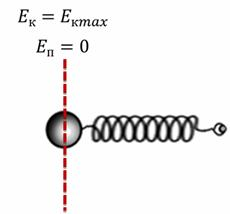 Eк = Eкmax
Eп = 0